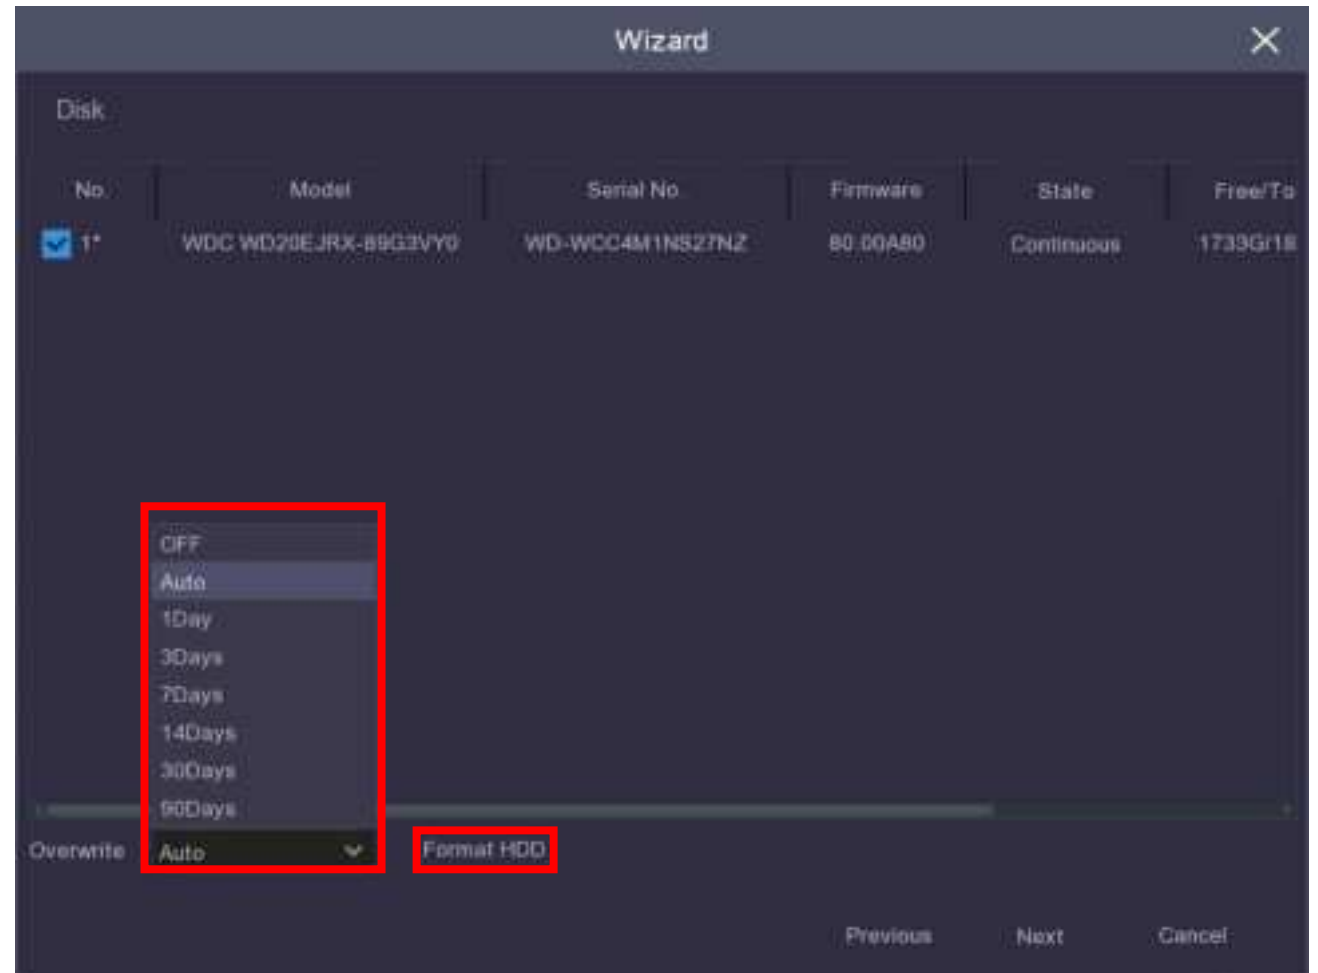 Wizard
Disk
No. Model Serial No. Firmware State Free/To
1* WDC WD20EJRX-89G3VY0 WD-WCC4M1NS27NZ 80.00A80 Continuous 1733G/18
OFF
Auto
1Day
3Days
7Days
14Days
30Days
90Days
Overwrite Auto Format HDD
Previous Next Cancel